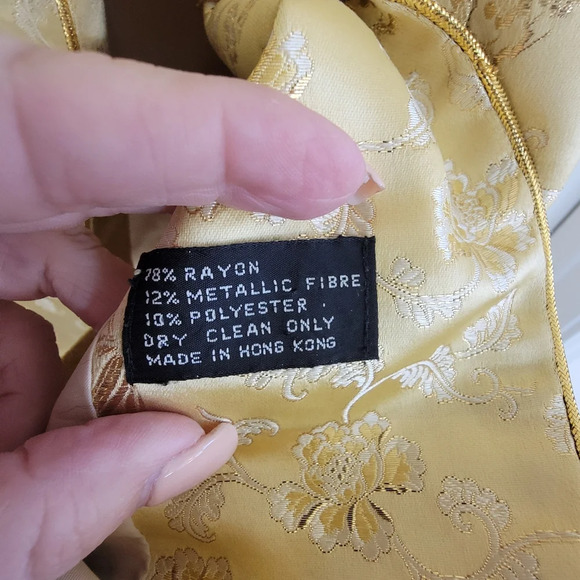 78% RAYON
12% METALLIC FIBRE
10% POLYESTER .
DRY CLEAN ONLY
MADE IN HONG KONG